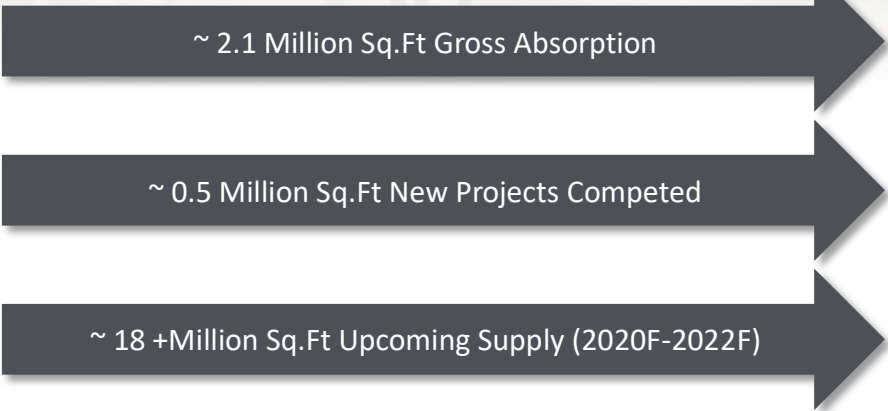 ~ 2.1 Million Sq.Ft Gross Absorption
~ 0.5 Million Sq.Ft New Projects Competed
~ 18 +Million Sq.Ft Upcoming Supply (2020F-2022F)